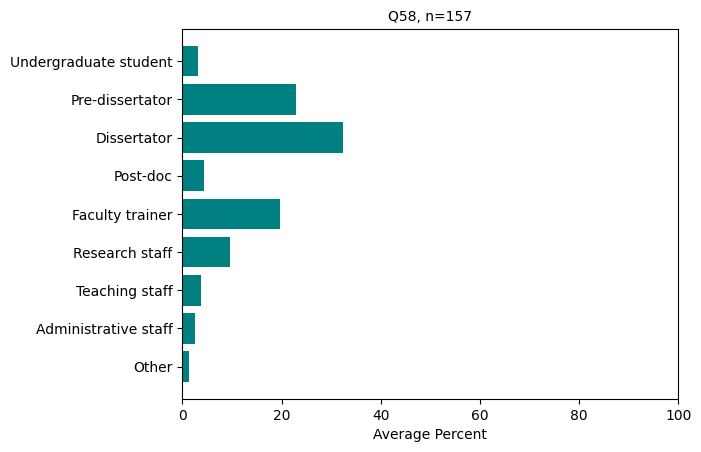 Q58, n=157
Undergraduate student
Pre-dissertator
Dissertator
Post-doc
Faculty trainer
Research staff
Teaching staff
Administrative staff
Other
0 20 40 60 80 100
Average Percent